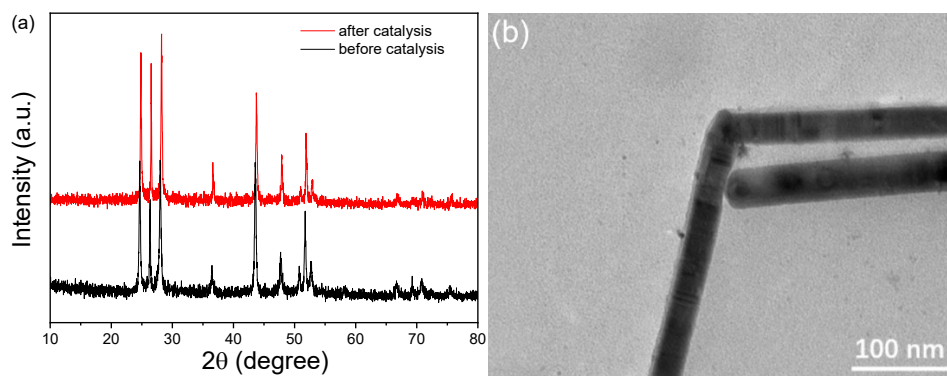 (a)
after catalysis
before catalysis
Intensity (a.u.)
10 20 30 40 50 60 70 80
2θ (degree)
(b)
100 nm